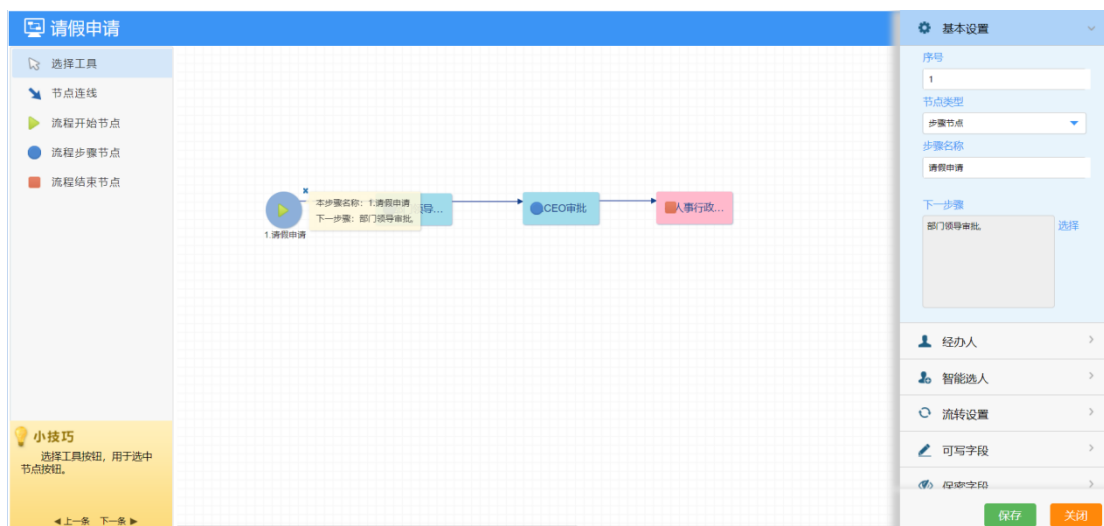 请假申请
选择工具
节点连线
流程开始节点
流程步骤节点
流程结束节点
小技巧
选择工具按钮，用于选中
节点按钮。
◀上一条 下一条▶
1.请假申请
本步骤名称：1.请假申请
下一步骤：部门领导审批,
导...
CEO审批
人事行政...
基本设置
序号
1
节点类型
步骤节点
步骤名称
请假申请
下一步骤
部门领导审批,
选择
经办人
智能选人
流转设置
可写字段
保密字段
保存 关闭